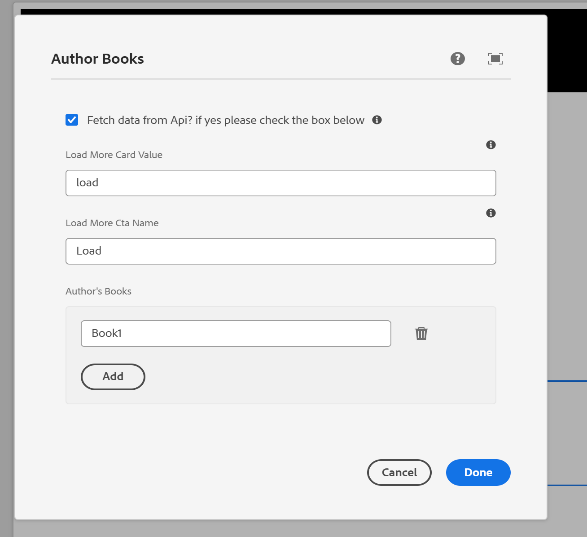 Author Books
Fetch data from Api? if yes please check the box below
Load More Card Value
load
Load More Cta Name
Load
Author's Books
Book1
Add
Cancel
Done